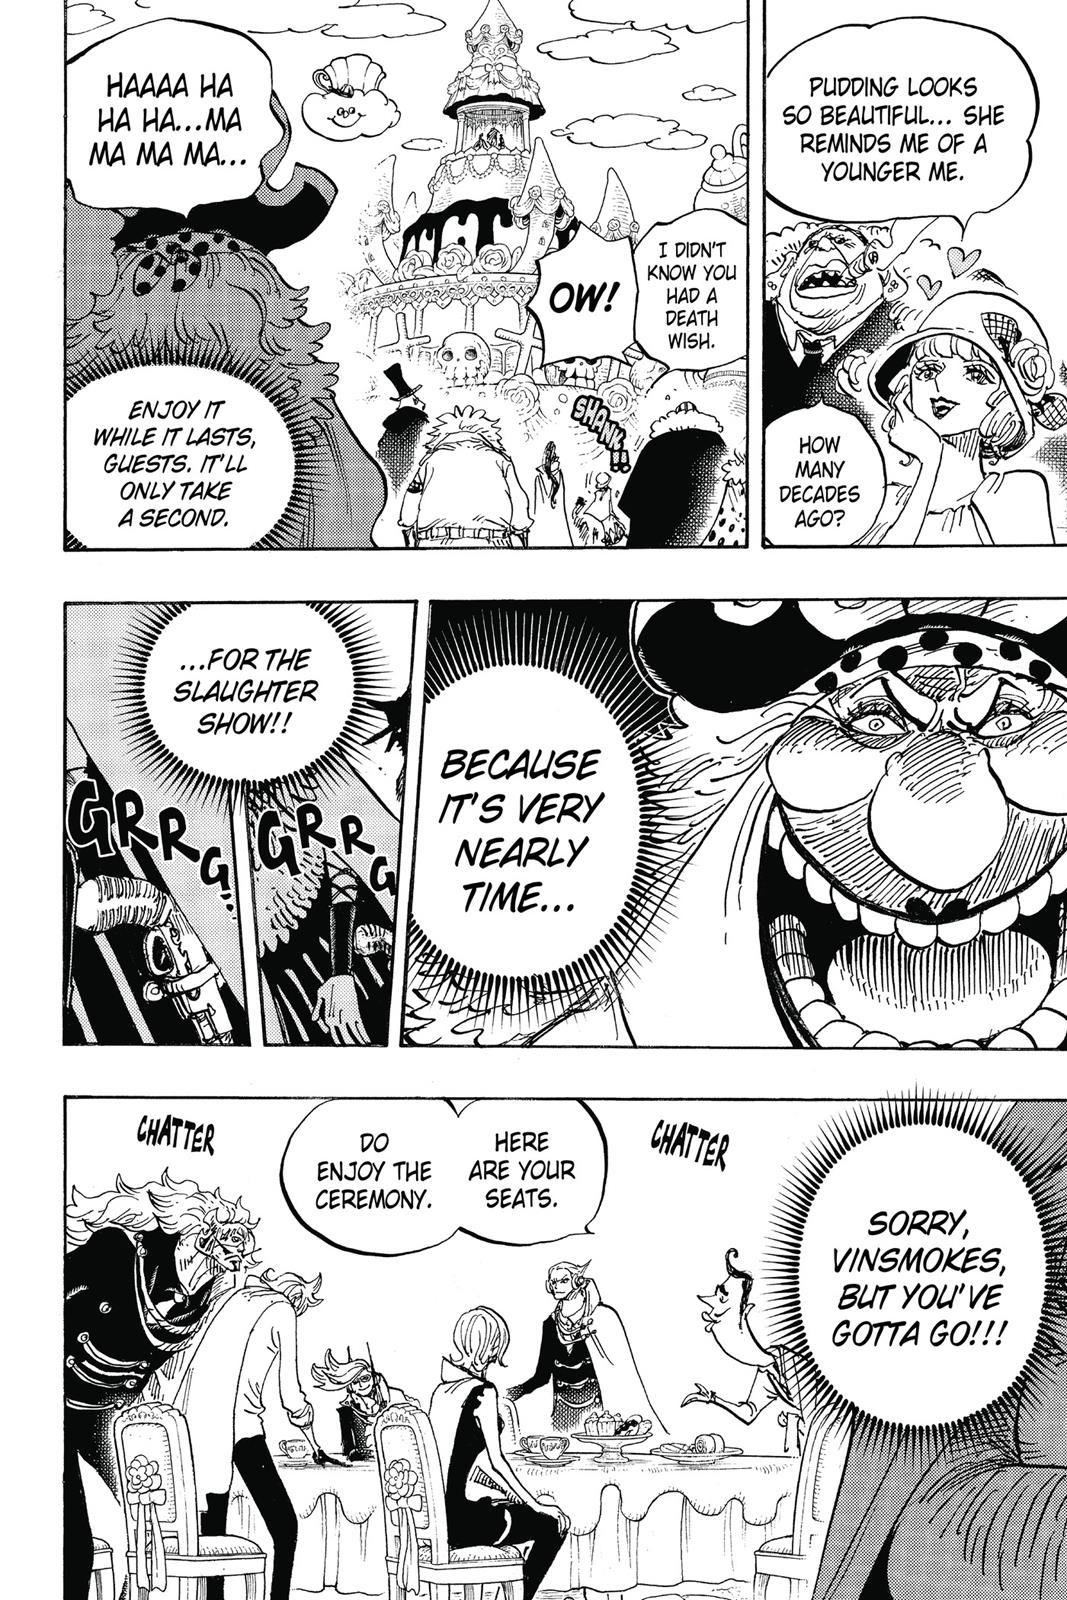 HAAAA HA
HA HA...MA
MA MA MA...
ENJOY IT
WHILE IT LASTS,
GUESTS. IT'LL
ONLY TAKE
A SECOND.
OW!
I DIDN'T
KNOW YOU
HAD A
DEATH
WISH.
SHANK!!
PUDDING LOOKS
SO BEAUTIFUL... SHE
REMINDS ME OF A
YOUNGER ME.
HOW
MANY
DECADES
AGO?
...FOR THE
SLAUGHTER
SHOW!!
GRRG...
GRRG
BECAUSE
IT'S VERY
NEARLY
TIME...
CHATTER
DO
ENJOY THE
CEREMONY.
HERE
ARE YOUR
SEATS.
CHATTER
SORRY,
VINSMOKES,
BUT YOU'VE
GOTTA GO!!!